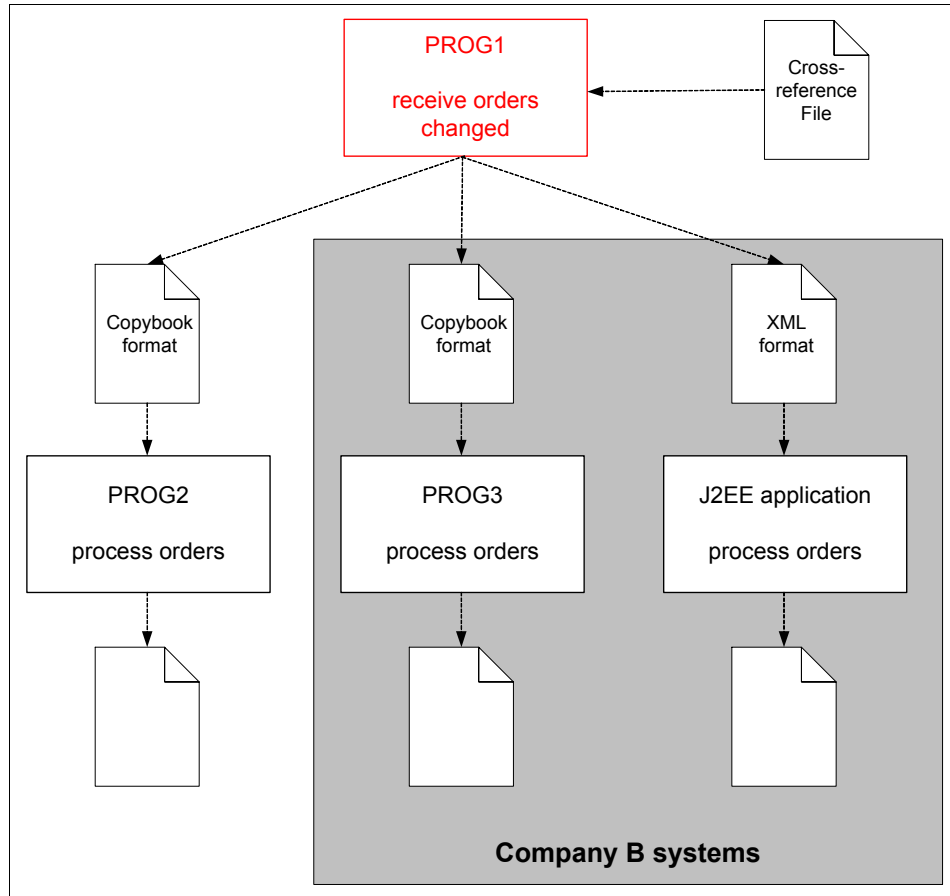 PROG1
receive orders
changed
Cross-
reference
File
Copybook
format
Copybook
format
XML
format
PROG2
process orders
PROG3
process orders
J2EE application
process orders
Company B systems